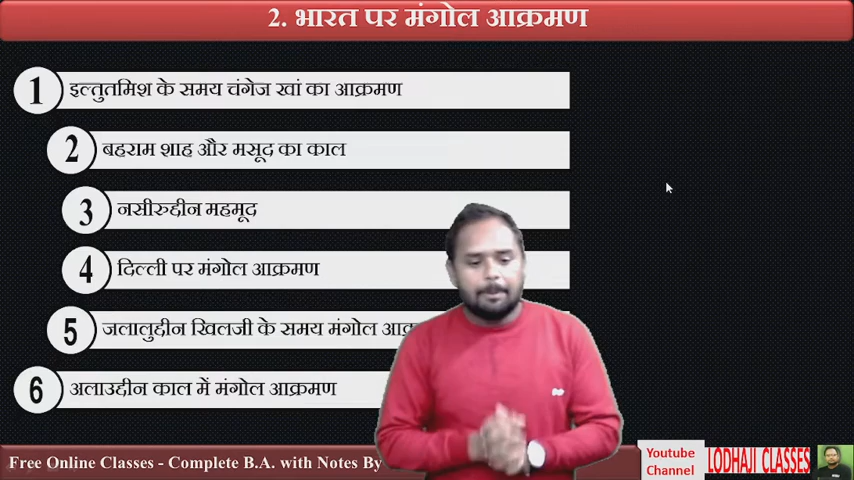 2. भारत पर मंगोल आक्रमण
1 इल्तुतमिश के समय चंगेज खां का आक्रमण
2 बहराम शाह और मसूद का काल
3 नसीरुद्दीन महमूद
4 दिल्ली पर मंगोल आक्रमण
5 जलालुद्दीन खिलजी के समय मंगोल
6 अलाउद्दीन काल में मंगोल आक्रमण
Free Online Classes - Complete B.A. with Notes By
Youtube
Channel
LODHAJI CLASSES